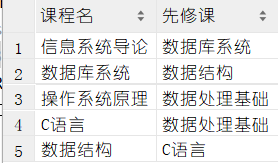 课程名 先修课
1 信息系统导论 数据库系统
2 数据库系统 数据结构
3 操作系统原理 数据处理基础
4 C语言 数据处理基础
5 数据结构 C语言